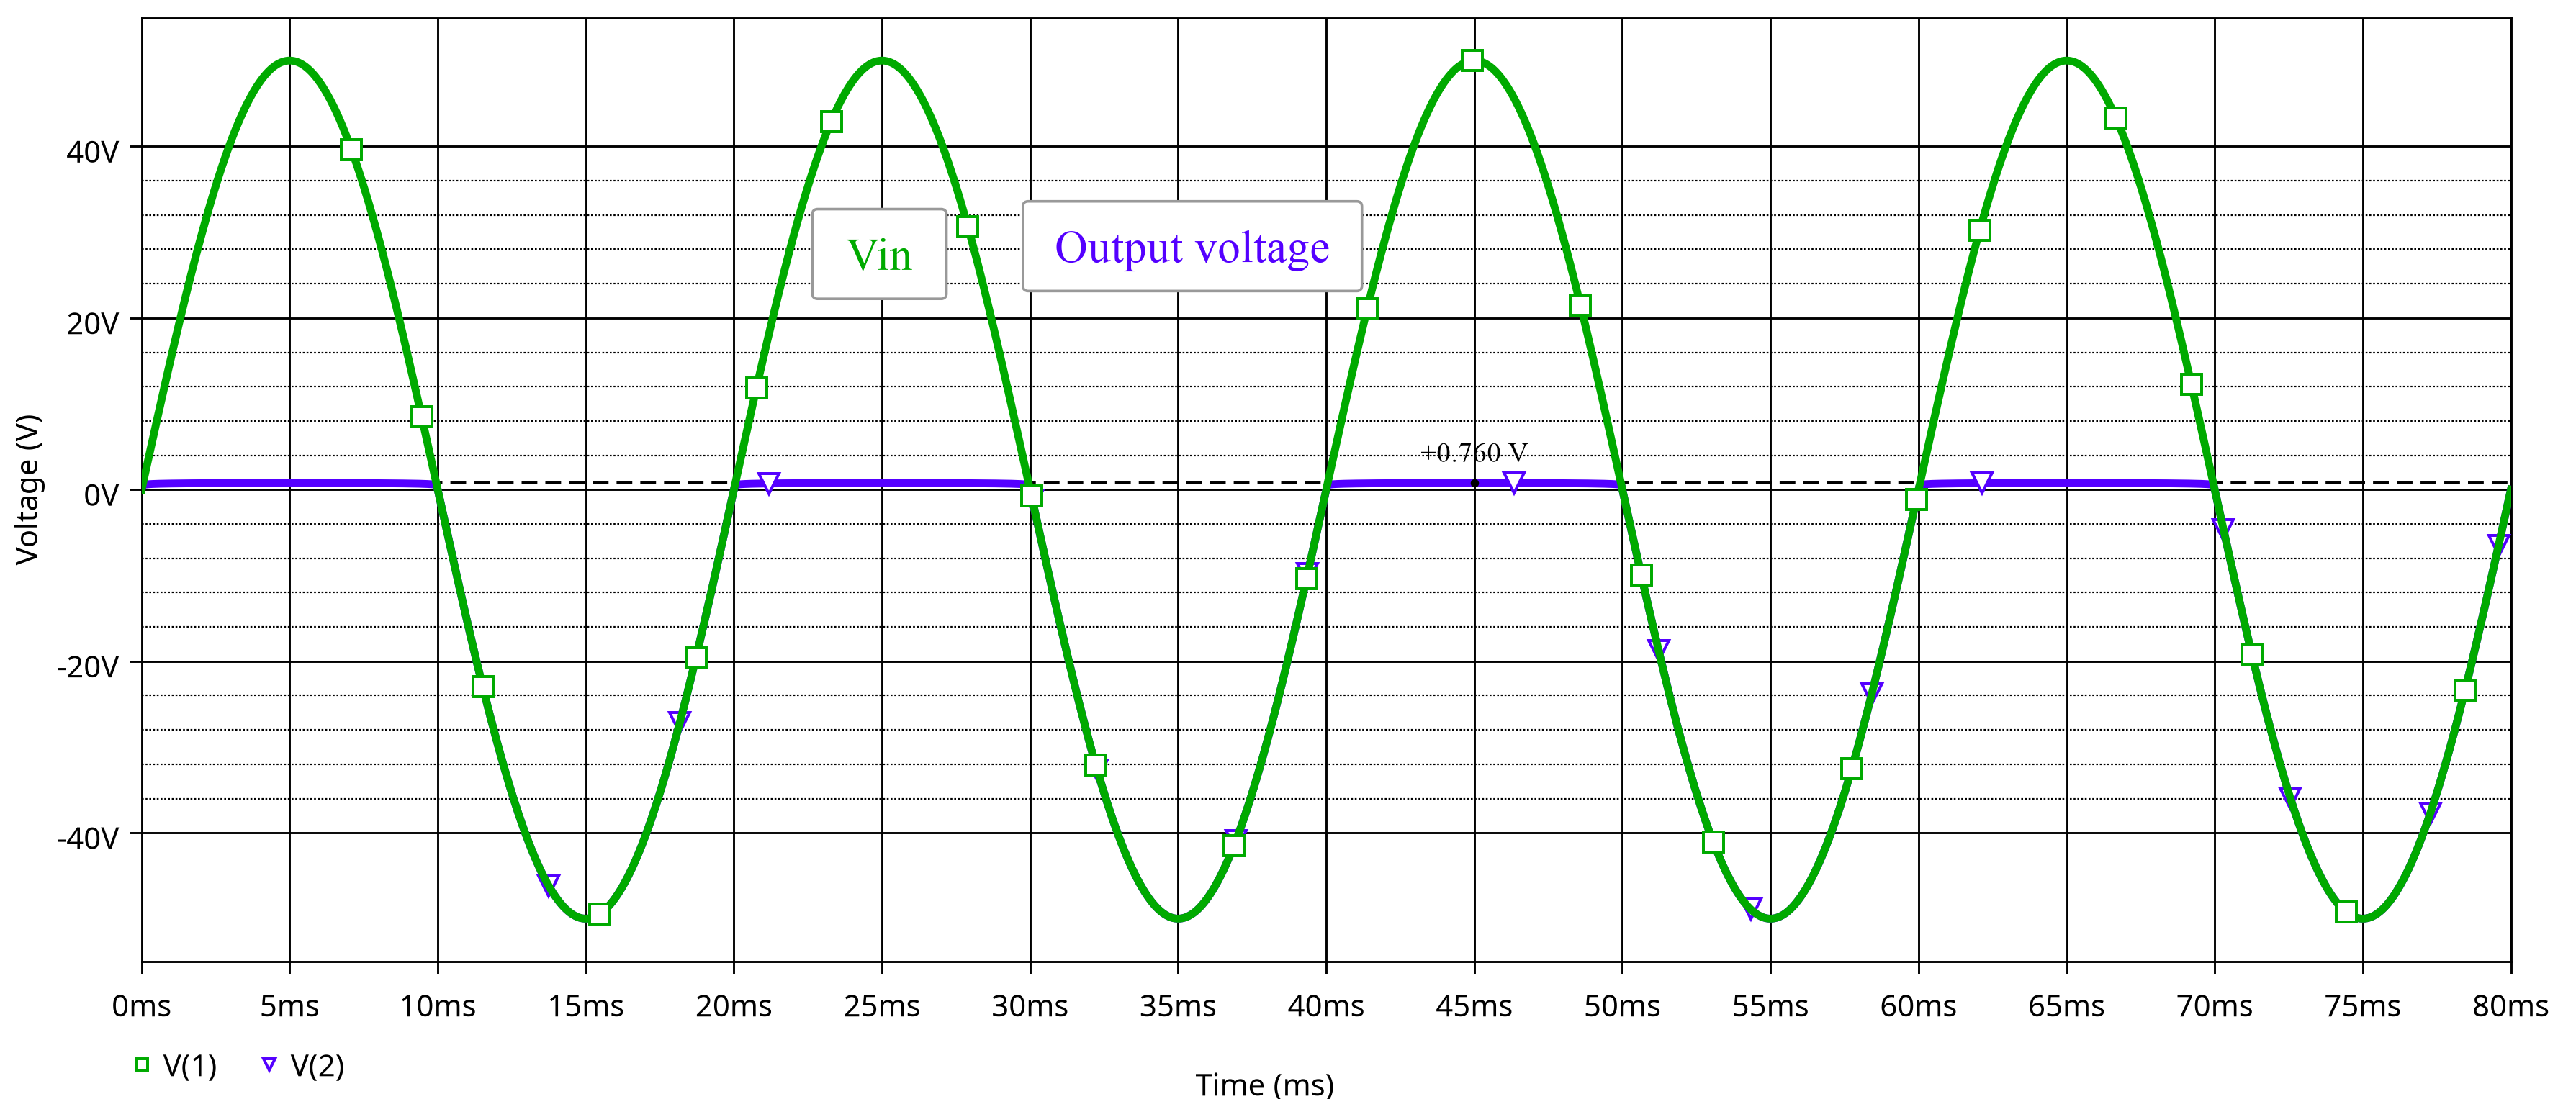 40V
20V
0V
-20V
-40V
Voltage (V)
Vin
Output voltage
+0.760 V
0ms 5ms 10ms 15ms 20ms 25ms 30ms 35ms 40ms 45ms 50ms 55ms 60ms 65ms 70ms 75ms 80ms
V(1) V(2)
Time (ms)